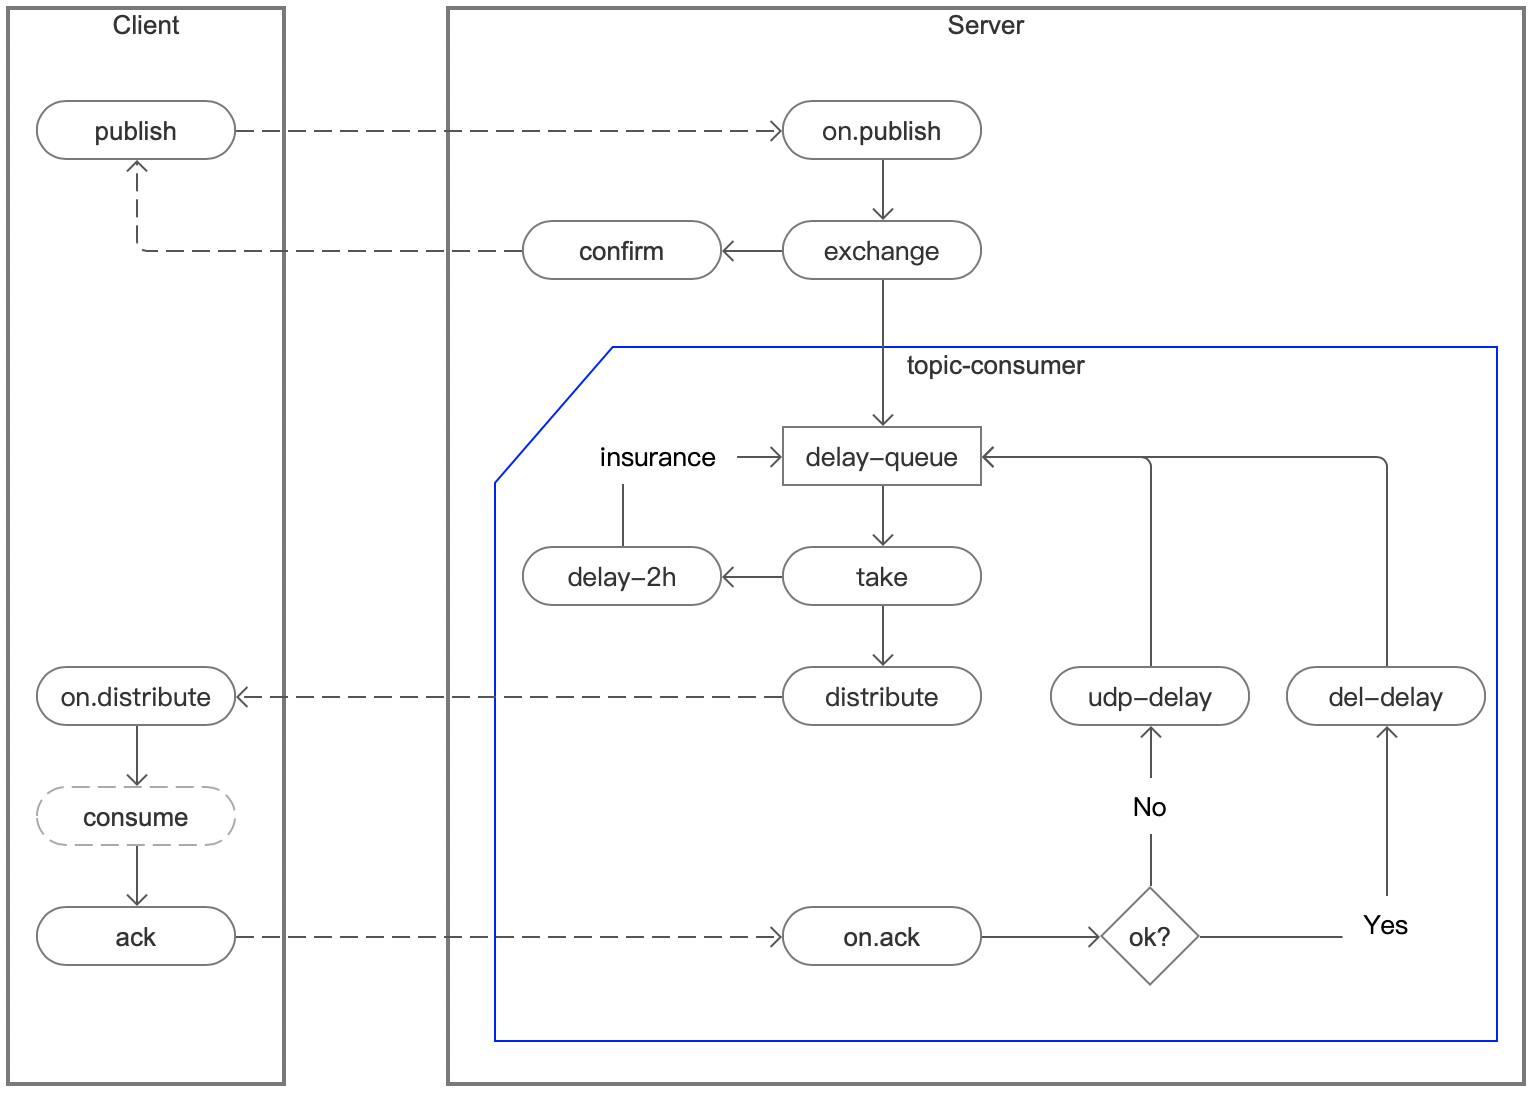 Client
Server
publish
on.publish
confirm
exchange
topic-consumer
insurance
delay-queue
delay-2h
take
on.distribute
distribute
udp-delay
del-delay
consume
No
ack
on.ack
ok?
Yes